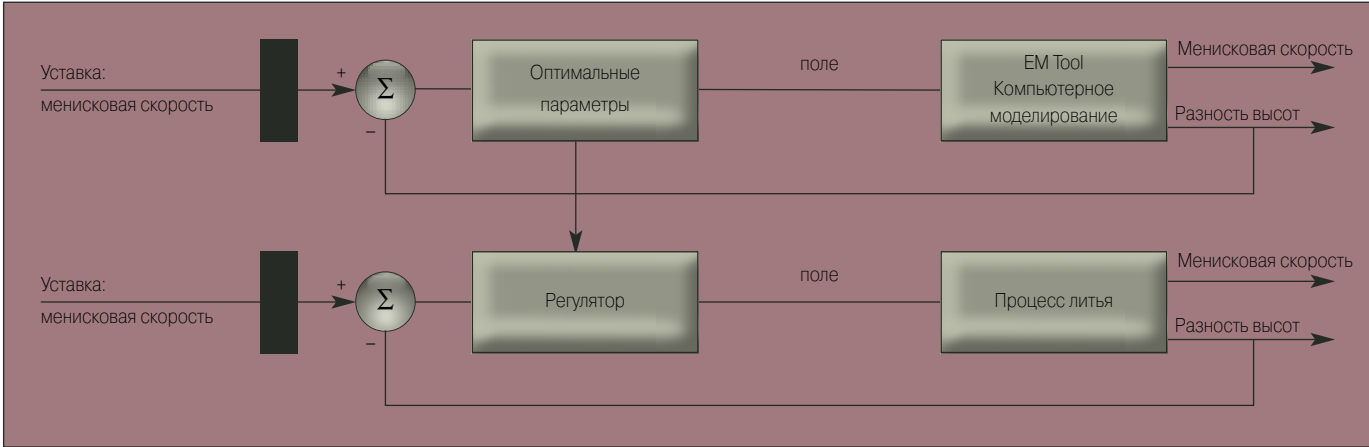 Уставка:
менисковая скорость
+
Σ
–
Оптимальные
параметры
поле
EM Tool
Компьютерное
моделирование
Менисковая скорость
Разность высот
Уставка:
менисковая скорость
+
Σ
–
Регулятор
поле
Процесс литья
Менисковая скорость
Разность высот